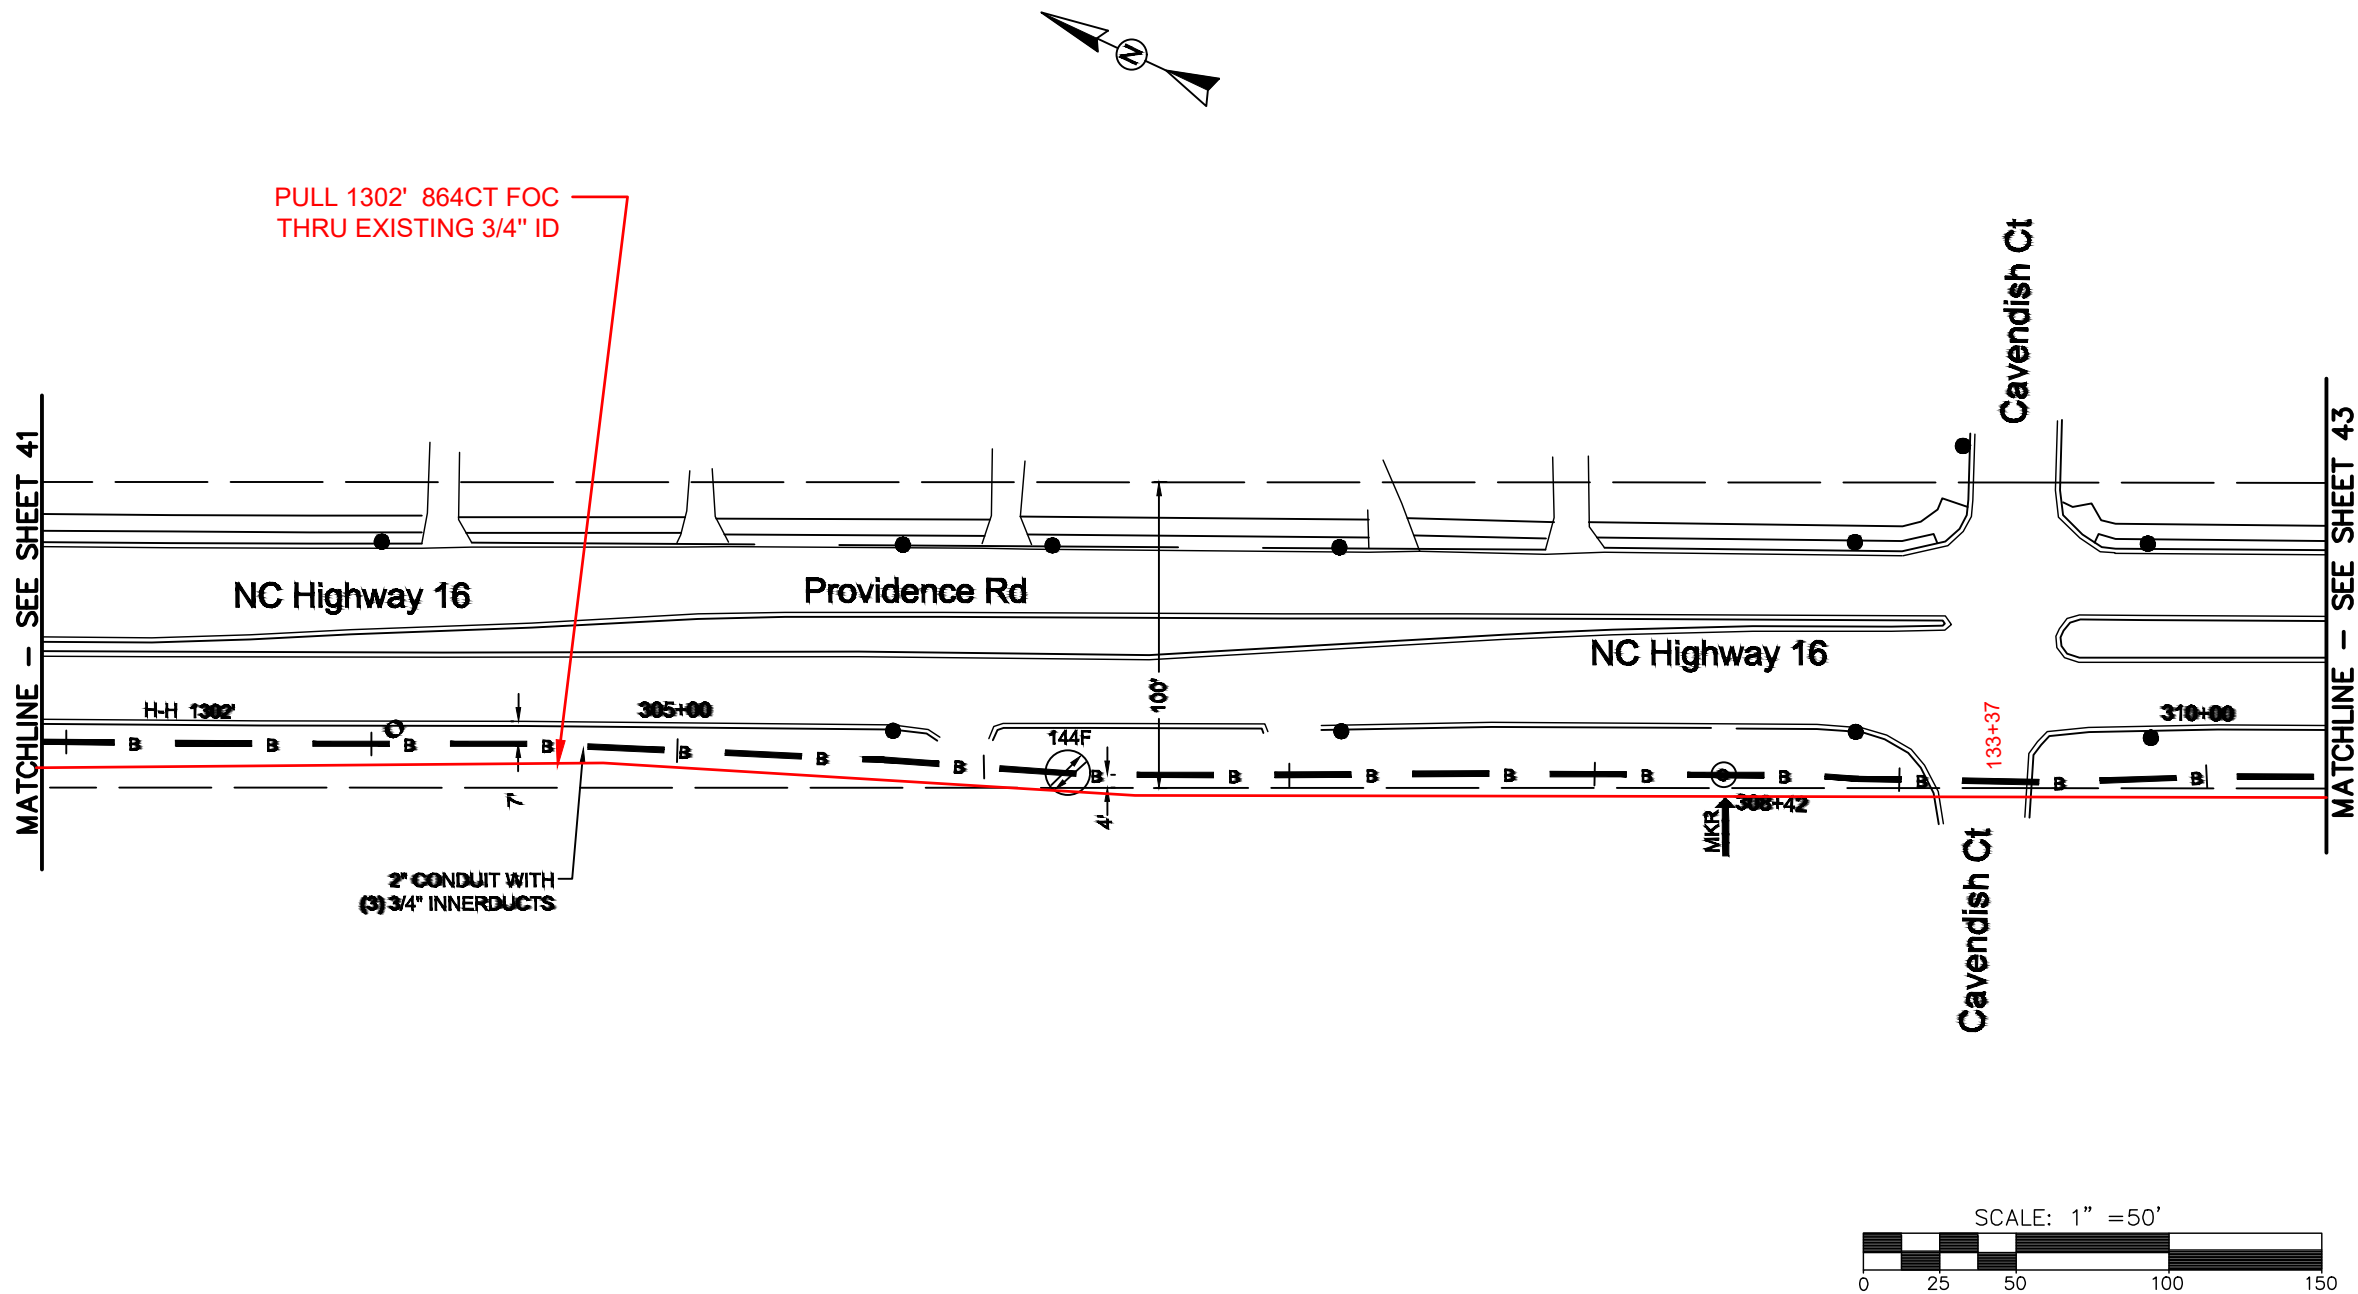 N
PULL 1302' 864CT FOC
THRU EXISTING 3/4" ID
Cavendish Ct
MATCHLINE - SEE SHEET 41
MATCHLINE - SEE SHEET 43
NC Highway 16
Providence Rd
NC Highway 16
100'
H-H 1302'
305+00
133+37
310+00
144F
B B B B B B B B B B B B B B B B
7'
4'
MKR
308+42
2" CONDUIT WITH
(3) 3/4" INNERDUCTS
Cavendish Ct
SCALE: 1" =50'
0 25 50 100 150